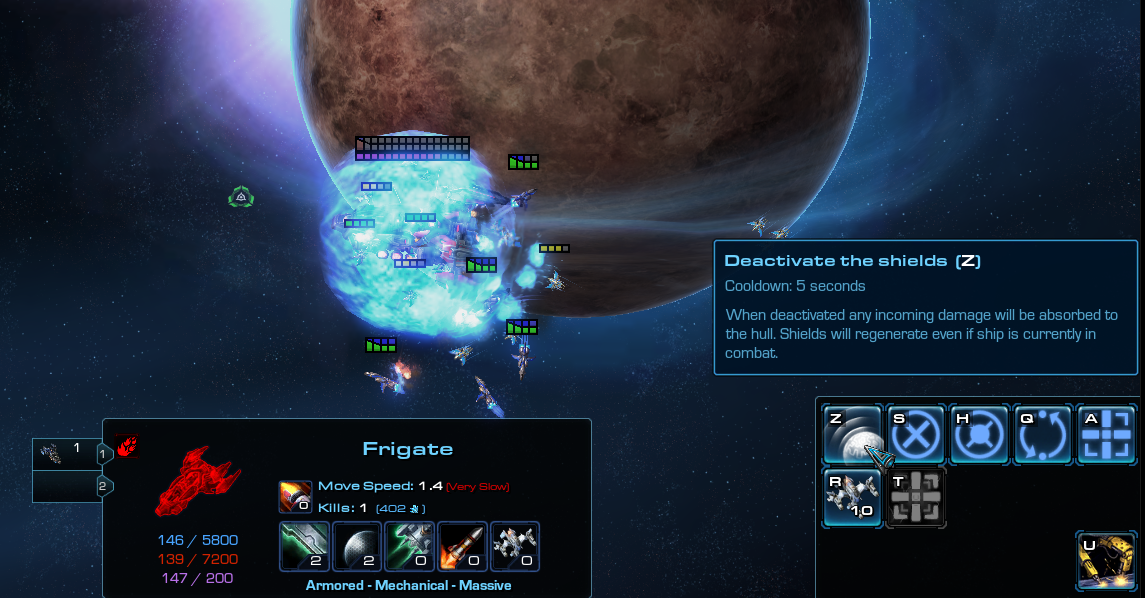 Deactivate the shields (Z)
Cooldown: 5 seconds
When deactivated any incoming damage will be absorbed to
the hull. Shields will regenerate even if ship is currently in
combat.
Z
S
H
Q
A
R
10
T
U
1
1
2
Frigate
Move Speed: 1.4 (Very Slow)
0
Kills: 1 (402)
2
2
0
0
0
146 / 5800
139 / 7200
147 / 200
Armored - Mechanical - Massive